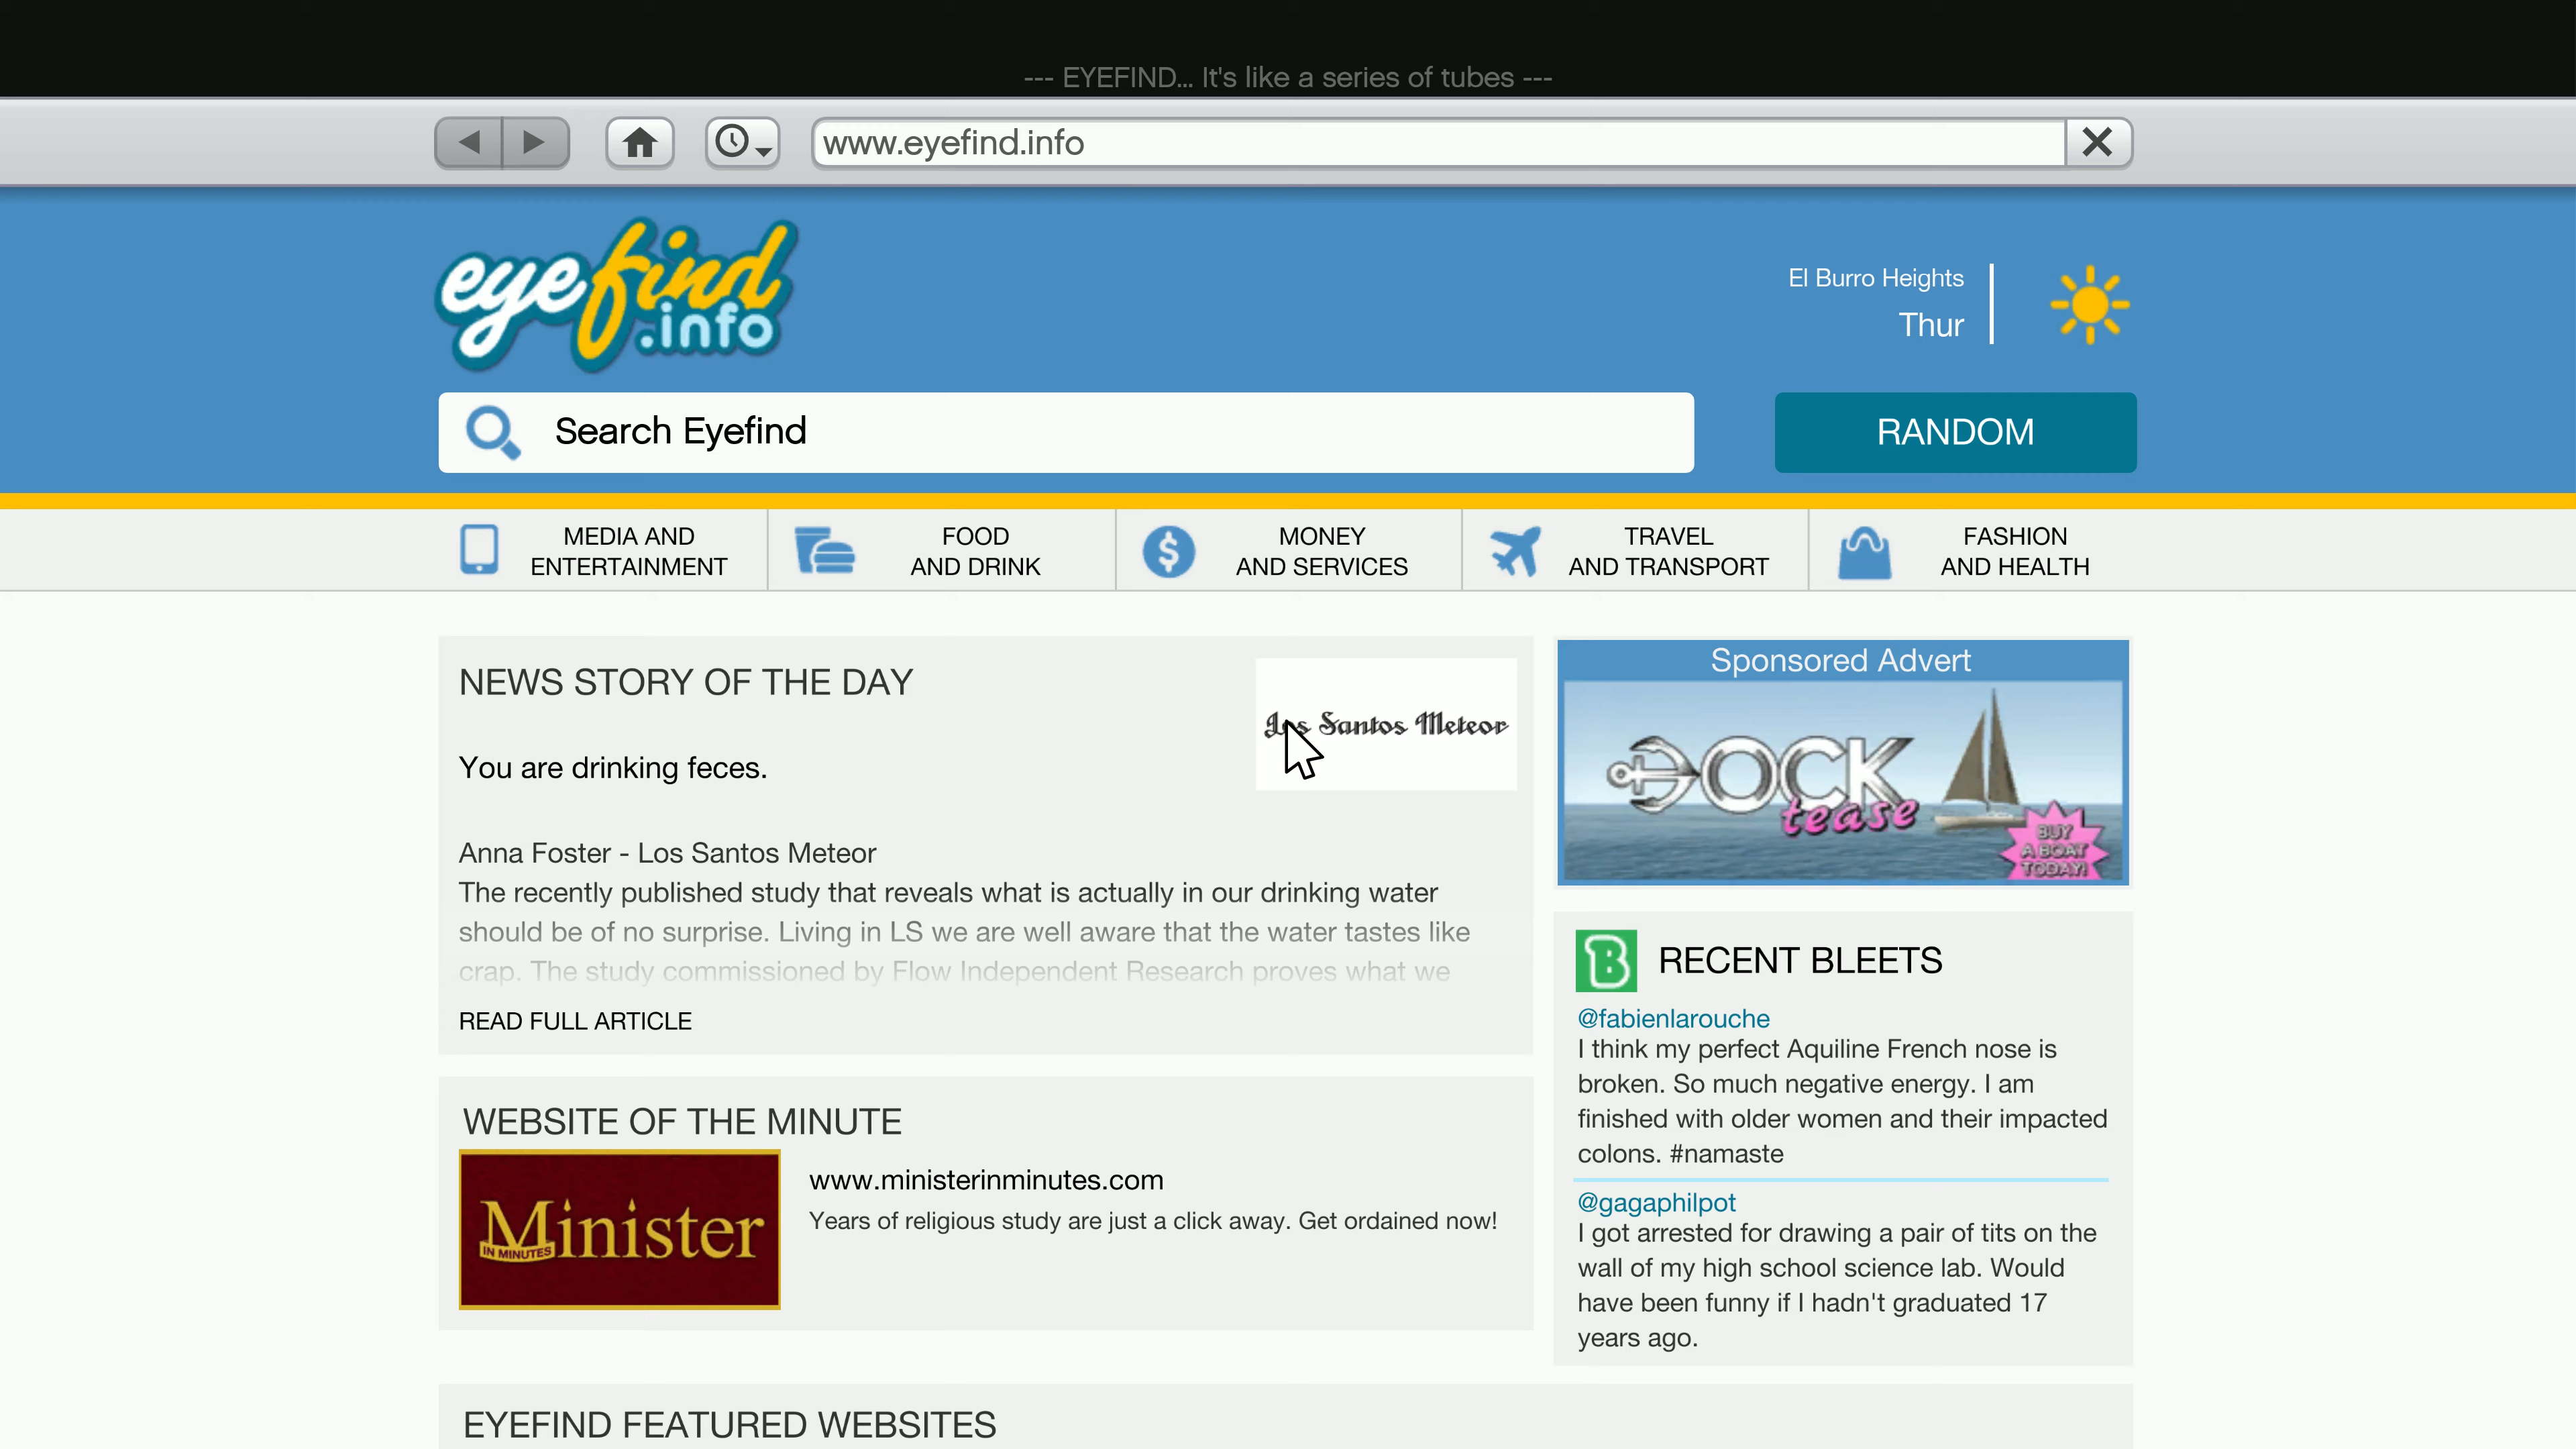 --- EYEFIND... It's like a series of tubes ---
www.eyefind.info
eyefind
.info
El Burro Heights
Thur
Search Eyefind
RANDOM
MEDIA AND
ENTERTAINMENT
FOOD
AND DRINK
MONEY
AND SERVICES
TRAVEL
AND TRANSPORT
FASHION
AND HEALTH
NEWS STORY OF THE DAY
Los Santos Meteor
You are drinking feces.
Anna Foster - Los Santos Meteor
The recently published study that reveals what is actually in our drinking water
should be of no surprise. Living in LS we are well aware that the water tastes like
crap. The study commissioned by Flow Independent Research proves what we
READ FULL ARTICLE
WEBSITE OF THE MINUTE
Minister
IN MINUTES
www.ministerinminutes.com
Years of religious study are just a click away. Get ordained now!
Sponsored Advert
DOCK
tease
BUY
A BOAT
TODAY!
B
RECENT BLEETS
@fabienlarouche
I think my perfect Aquiline French nose is
broken. So much negative energy. I am
finished with older women and their impacted
colons. #namaste
@gagaphilpot
I got arrested for drawing a pair of tits on the
wall of my high school science lab. Would
have been funny if I hadn't graduated 17
years ago.
EYEFIND FEATURED WEBSITES